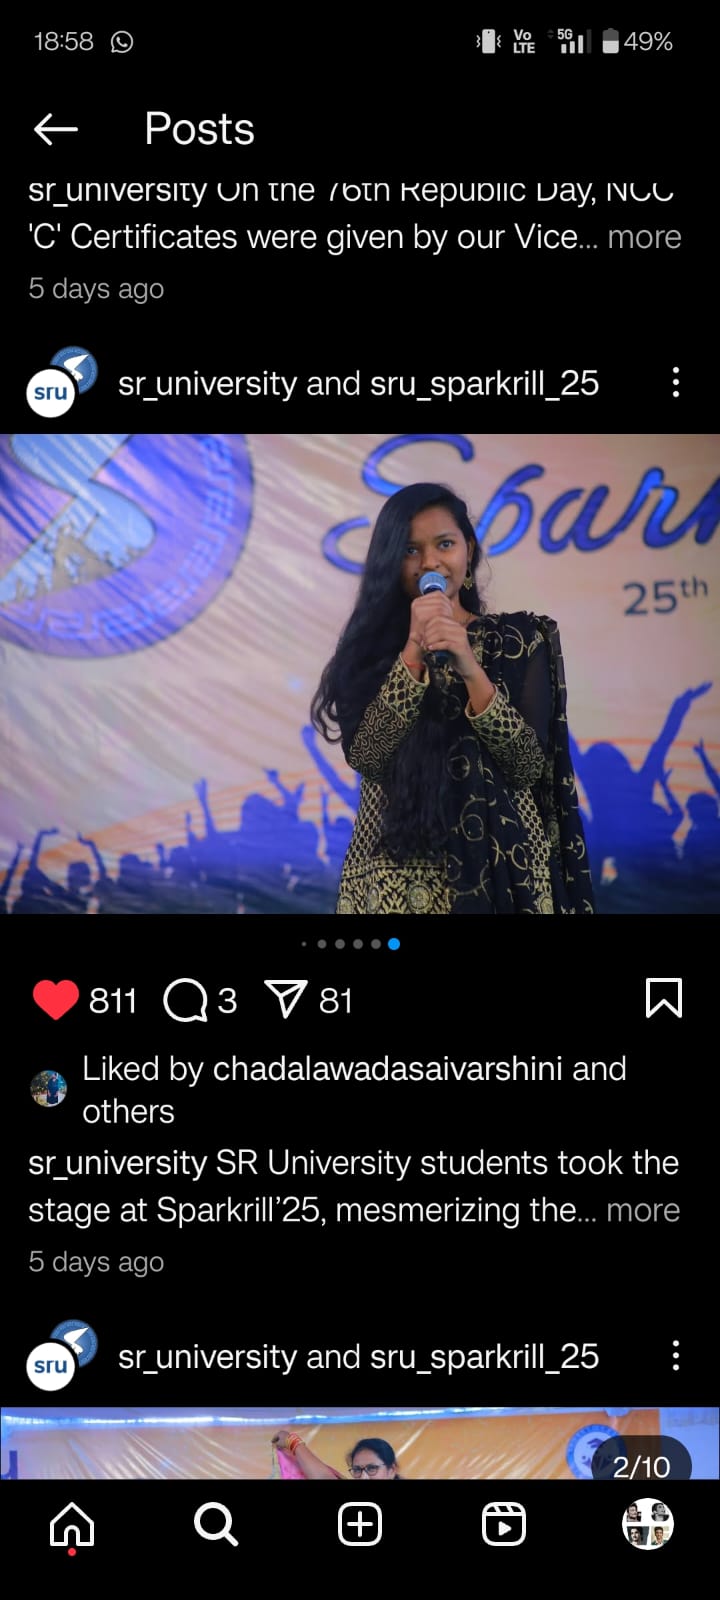 18:58
Vo LTE 5G 49%
Posts
sr_university On the 76th Republic Day, NCC
'C' Certificates were given by our Vice... more
5 days ago
sru
sr_university and sru_sparkrill_25
Spark
25th
811 3 81
Liked by chadalawadasaivarshini and
others
sr_university SR University students took the
stage at Sparkrill’25, mesmerizing the... more
5 days ago
sru
sr_university and sru_sparkrill_25
2/10